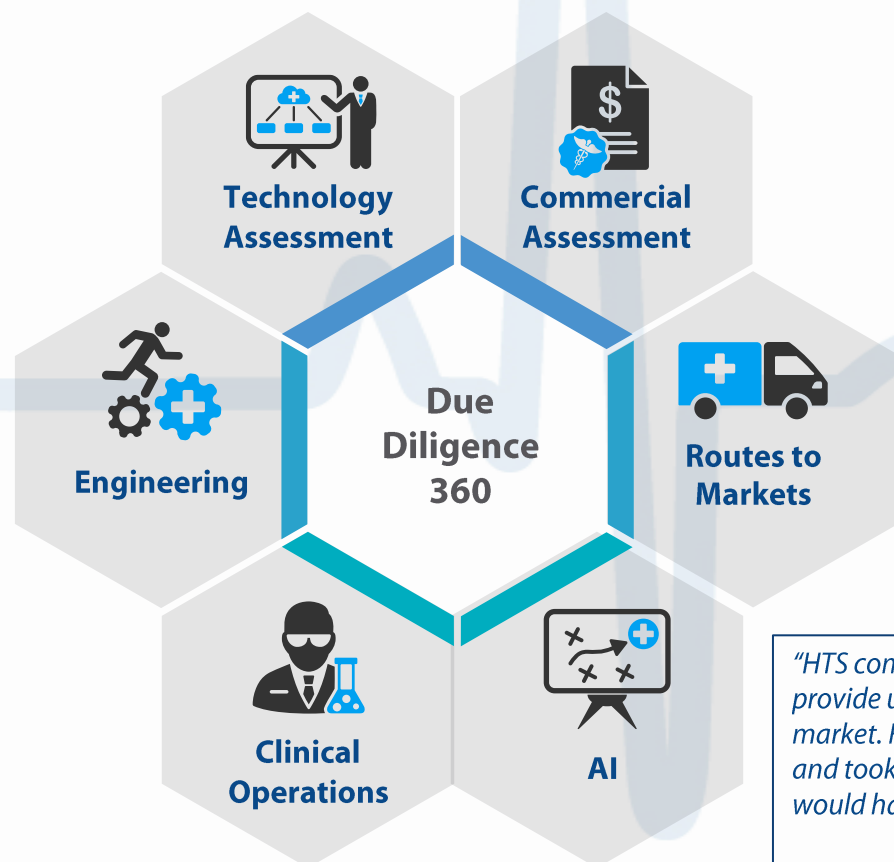 $
Technology
Assessment
Commercial
Assessment
Engineering
Due
Diligence
360
Routes to
Markets
Clinical
Operations
AI
“HTS con
provide u
market.
and took
would ha